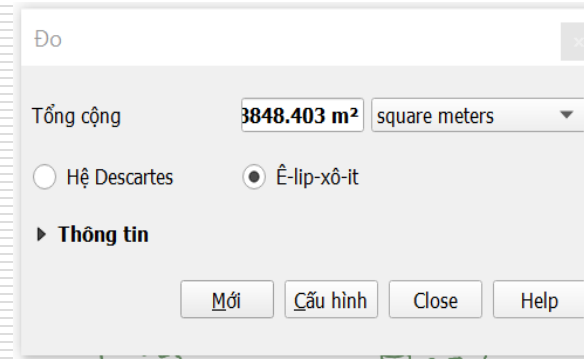 Đo
Tổng cộng 3848.403 m² square meters
Hệ Descartes Ê-lip-xô-it
Thông tin
Mới Cấu hình Close Help